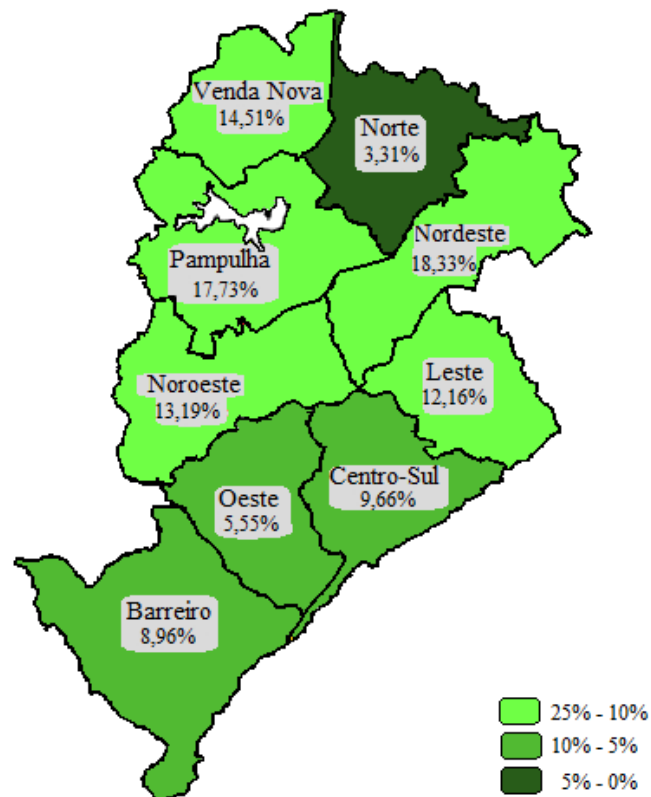 Venda Nova
14,51%
Norte
3,31%
Nordeste
18,33%
Pampulha
17,73%
Leste
12,16%
Noroeste
13,19%
Centro-Sul
9,66%
Oeste
5,55%
Barreiro
8,96%
25% - 10%
10% - 5%
5% - 0%